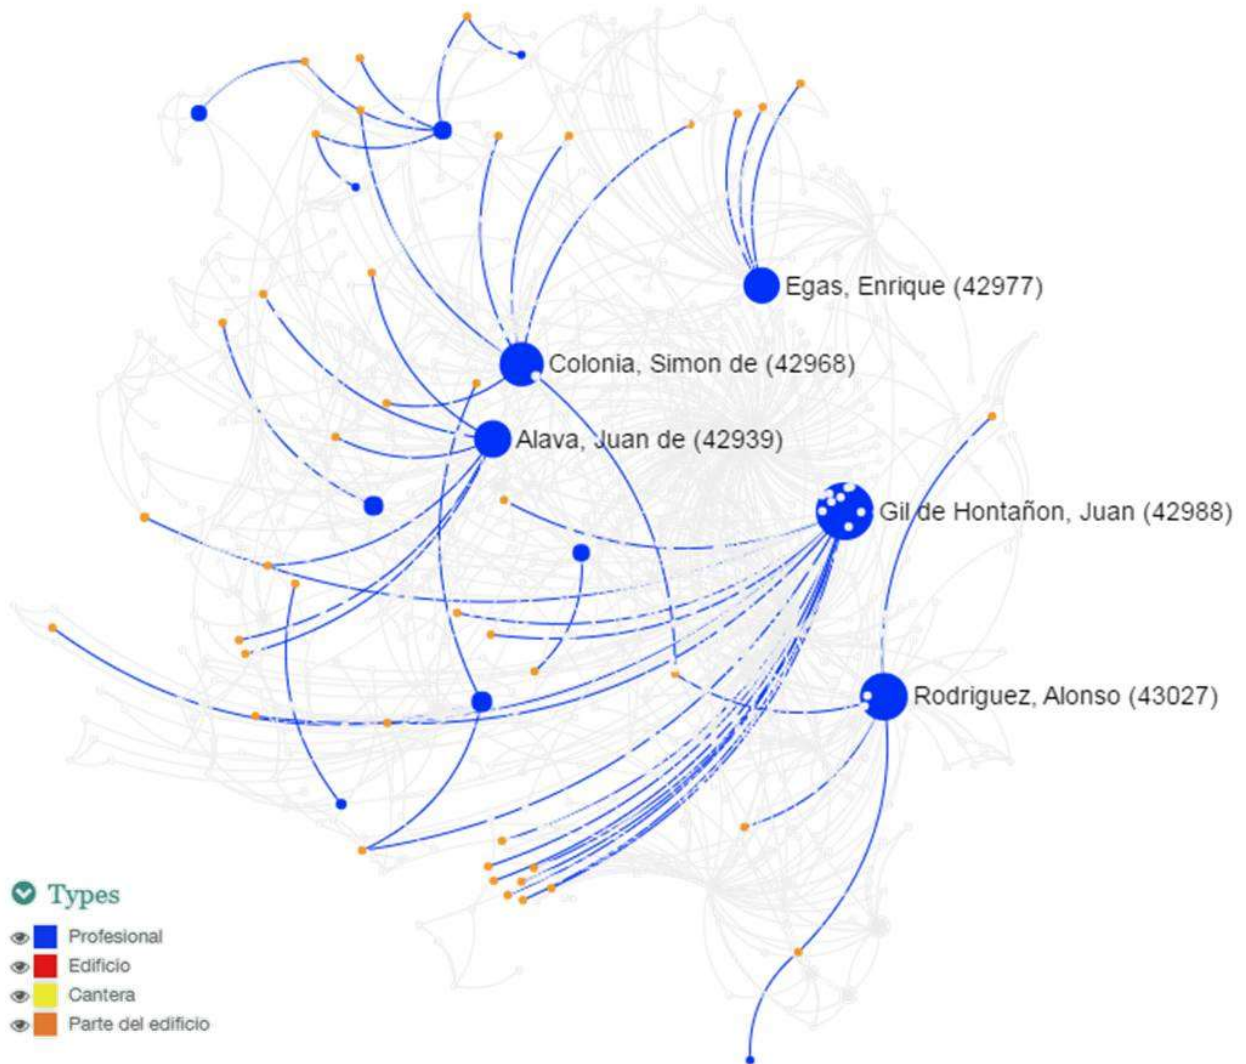 Egas, Enrique (42977)
Colonia, Simon de (42968)
Alava, Juan de (42939)
Gil de Hontañon, Juan (42988)
Rodriguez, Alonso (43027)
Types
Profesional
Edificio
Cantera
Parte del edificio